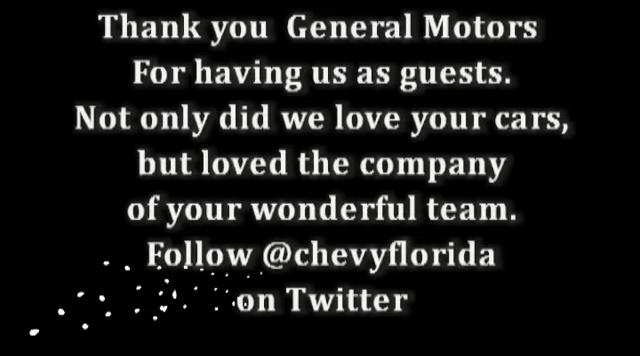 Thank you General Motors
For having us as guests.
Not only did we love your cars,
but loved the company
of your wonderful team.
Follow @chevyflorida
on Twitter